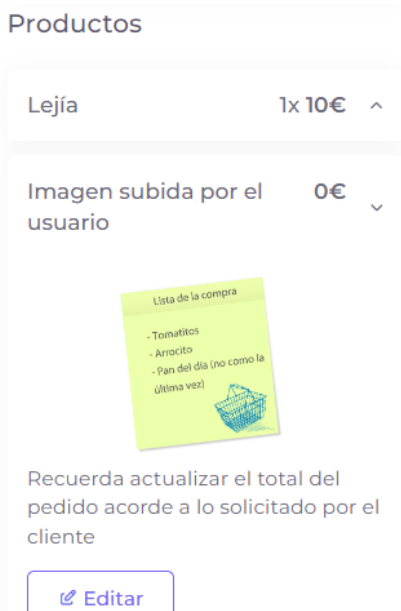 Productos
Lejía 1x 10€
Imagen subida por el 0€
usuario
Lista de la compra
- Tomatitos
- Arrocito
- Pan del día (no como la
última vez)
Recuerda actualizar el total del
pedido acorde a lo solicitado por el
cliente
Editar